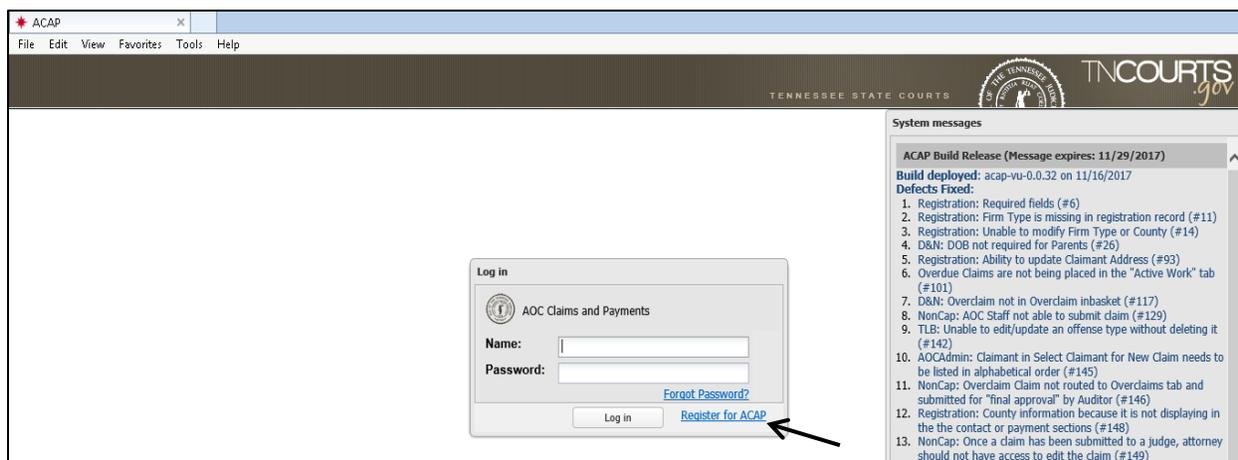 ACAP
File Edit View Favorites Tools Help
TENNESSEE STATE COURTS
TNCOURTS
.gov
System messages
ACAP Build Release (Message expires: 11/29/2017)
Build deployed: acap-vu-0.0.32 on 11/16/2017
Defects Fixed:
1. Registration: Required fields (#6)
2. Registration: Firm Type is missing in registration record (#11)
3. Registration: Unable to modify Firm Type or County (#14)
4. D&N: DOB not required for Parents (#26)
5. Registration: Ability to update Claimant Address (#93)
6. Overdue Claims are not being placed in the "Active Work" tab
(#101)
7. D&N: Overclaim not in Overclaim inbasket (#117)
8. NonCap: AOC Staff not able to submit claim (#129)
9. TLB: Unable to edit/update an offense type without deleting it
(#142)
10. AOCAdmin: Claimant in Select Claimant for New Claim needs to
be listed in alphabetical order (#145)
11. NonCap: Overclaim Claim not routed to Overclaims tab and
submitted for "final approval" by Auditor (#146)
12. Registration: County information because it is not displaying in
the the contact or payment sections (#148)
13. NonCap: Once a claim has been submitted to a judge, attorney
should not have access to edit the claim (#149)
Log in
AOC Claims and Payments
Name:
Password:
Forgot Password?
Log in
Register for ACAP